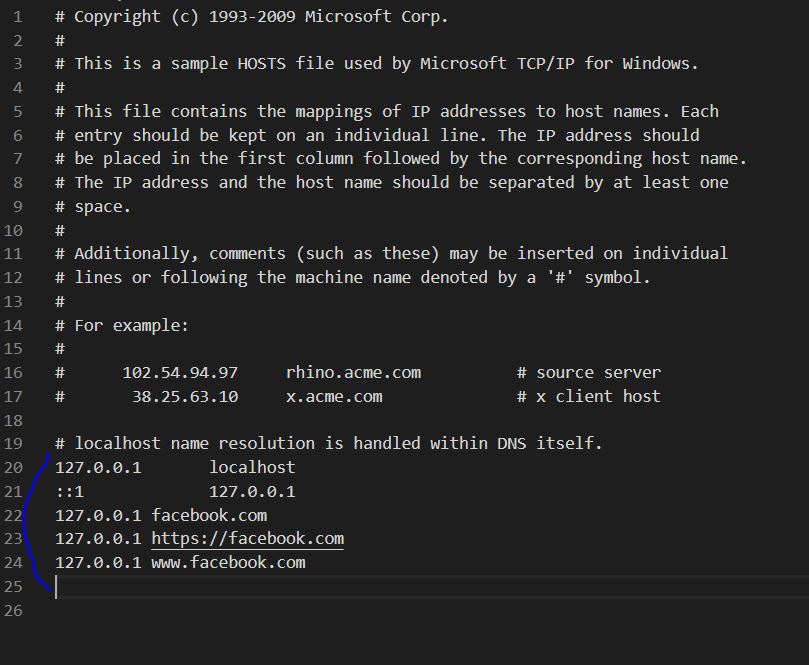 1 # Copyright (c) 1993-2009 Microsoft Corp.
2 #
3 # This is a sample HOSTS file used by Microsoft TCP/IP for Windows.
4 #
5 # This file contains the mappings of IP addresses to host names. Each
6 # entry should be kept on an individual line. The IP address should
7 # be placed in the first column followed by the corresponding host name.
8 # The IP address and the host name should be separated by at least one
9 # space.
10 #
11 # Additionally, comments (such as these) may be inserted on individual
12 # lines or following the machine name denoted by a '#' symbol.
13 #
14 # For example:
15 #
16 #      102.54.94.97     rhino.acme.com          # source server
17 #       38.25.63.10     x.acme.com              # x client host
18
19 # localhost name resolution is handled within DNS itself.
20 127.0.0.1       localhost
21 ::1             127.0.0.1
22 127.0.0.1 facebook.com
23 127.0.0.1 https://facebook.com
24 127.0.0.1 www.facebook.com
25
26